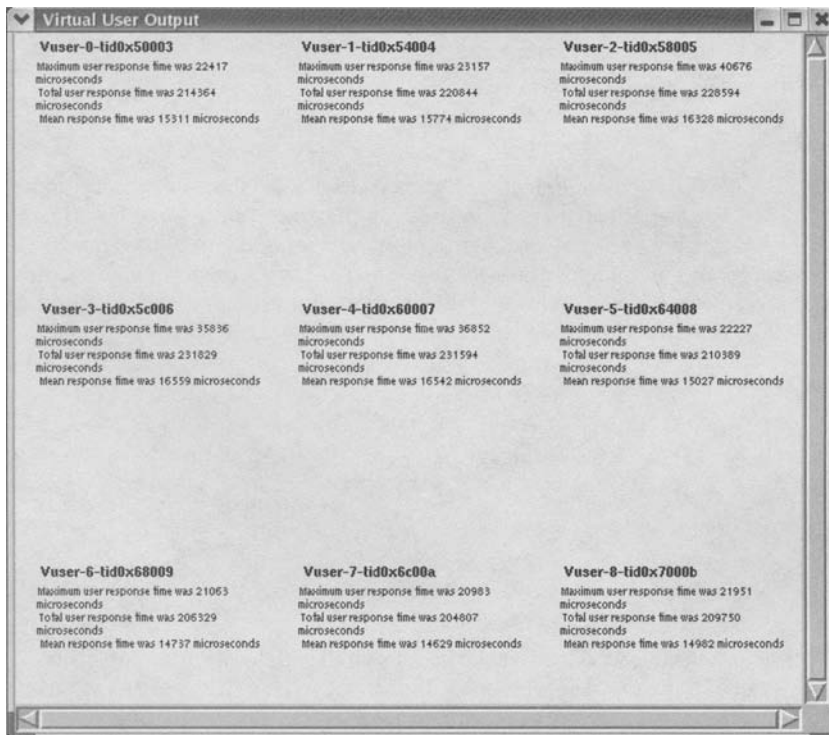 Virtual User Output
Vuser-0-tid0x50003
Maximum user response time was 22417
microseconds
Total user response time was 214364
microseconds
Mean response time was 15311 microseconds
Vuser-1-tid0x54004
Maximum user response time was 23157
microseconds
Total user response time was 220844
microseconds
Mean response time was 15774 microseconds
Vuser-2-tid0x58005
Maximum user response time was 40676
microseconds
Total user response time was 228594
microseconds
Mean response time was 16328 microseconds
Vuser-3-tid0x5c006
Maximum user response time was 35836
microseconds
Total user response time was 231829
microseconds
Mean response time was 16559 microseconds
Vuser-4-tid0x60007
Maximum user response time was 36852
microseconds
Total user response time was 231594
microseconds
Mean response time was 16542 microseconds
Vuser-5-tid0x64008
Maximum user response time was 22227
microseconds
Total user response time was 210389
microseconds
Mean response time was 15027 microseconds
Vuser-6-tid0x68009
Maximum user response time was 21063
microseconds
Total user response time was 206329
microseconds
Mean response time was 14737 microseconds
Vuser-7-tid0x6c00a
Maximum user response time was 20983
microseconds
Total user response time was 204807
microseconds
Mean response time was 14629 microseconds
Vuser-8-tid0x7000b
Maximum user response time was 21951
microseconds
Total user response time was 209750
microseconds
Mean response time was 14982 microseconds